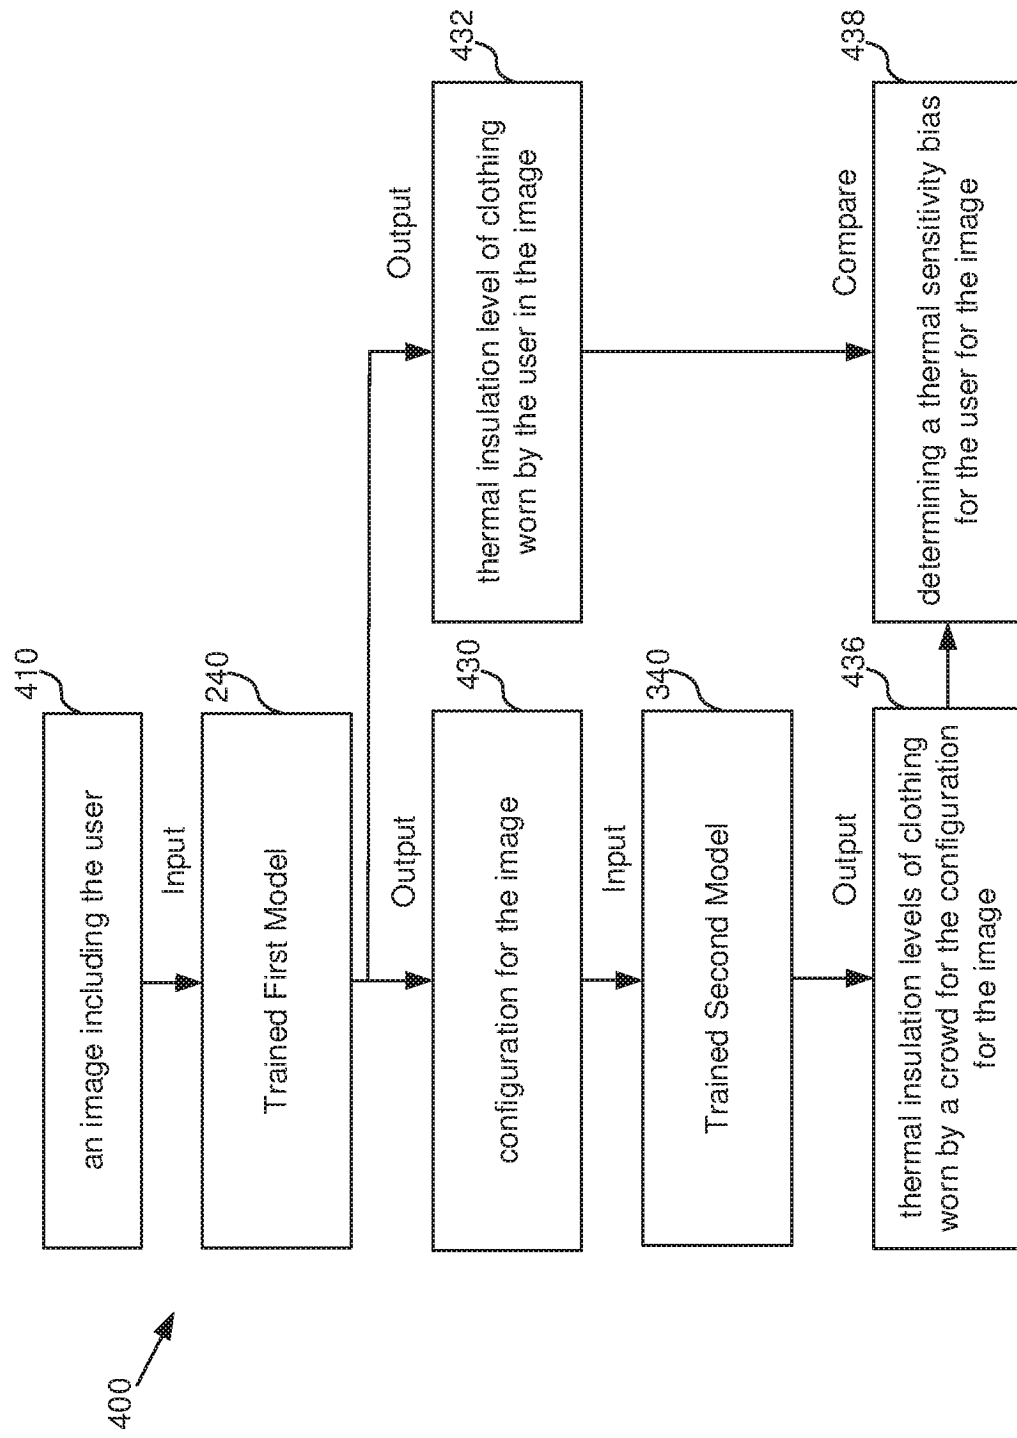 400
410
an image including the user
Input
240
Trained First Model
Output
Output
430
configuration for the image
432
thermal insulation level of clothing
worn by the user in the image
Input
340
Trained Second Model
Output
Compare
436
thermal insulation levels of clothing
worn by a crowd for the configuration
for the image
438
determining a thermal sensitivity bias
for the user for the image